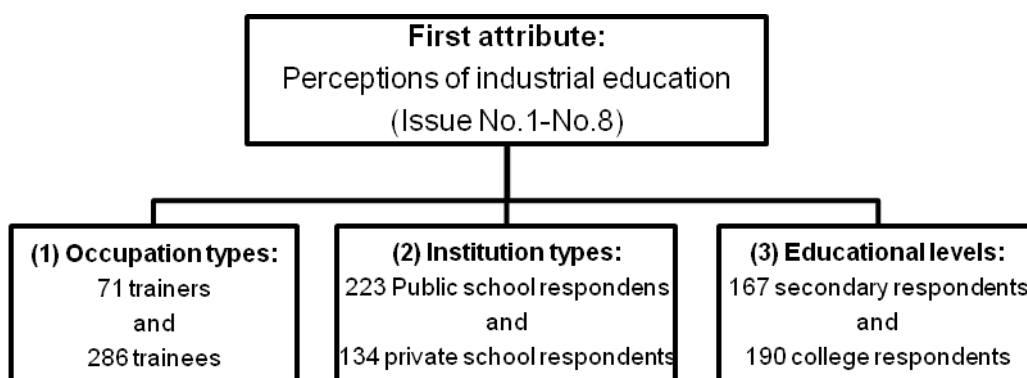 First attribute:
Perceptions of industrial education
(Issue No.1-No.8)
(1) Occupation types:
71 trainers
and
286 trainees
(2) Institution types:
223 Public school respondens
and
134 private school respondents
(3) Educational levels:
167 secondary respondents
and
190 college respondents